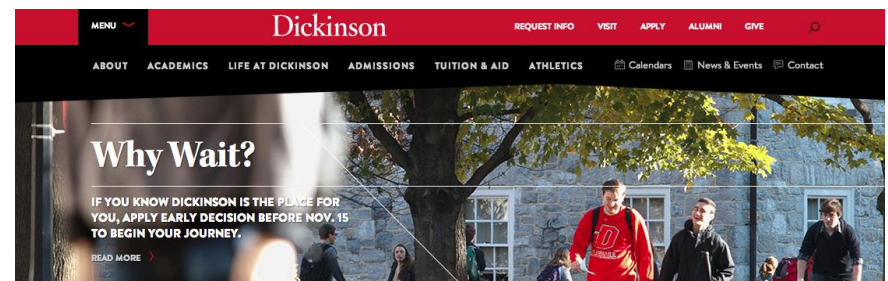 MENU
Dickinson
REQUEST INFO VISIT APPLY ALUMNI GIVE
ABOUT ACADEMICS LIFE AT DICKINSON ADMISSIONS TUITION & AID ATHLETICS Calendars News & Events Contact
Why Wait?
IF YOU KNOW DICKINSON IS THE PLACE FOR
YOU, APPLY EARLY DECISION BEFORE NOV. 15
TO BEGIN YOUR JOURNEY.
READ MORE
D